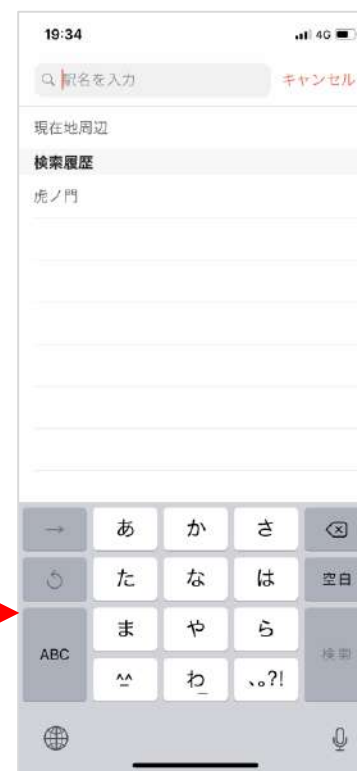 19:34 4G
駅名を入力 キャンセル
現在地周辺
検索履歴
虎ノ門
→ あ か さ
た な は 空白
ABC ま や ら 検索
^^ わ_ 、。?!